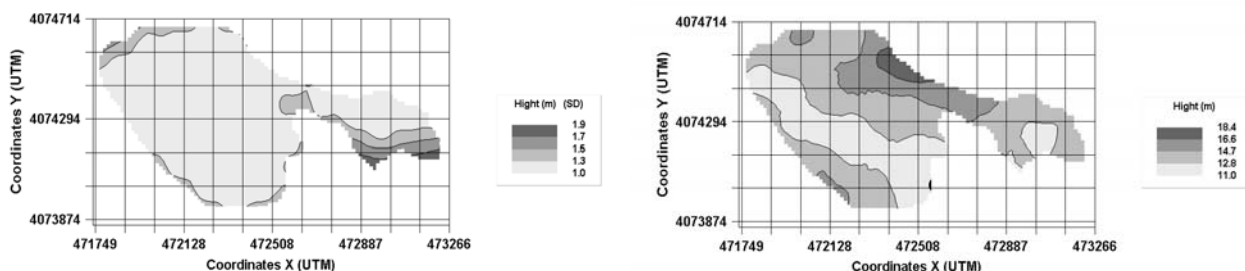 4074714
4074294
4073874
Coordinates Y (UTM)
471749 472128 472508 472887 473266
Coordinates X (UTM)
Hight (m) (SD)
1.9
1.7
1.5
1.3
1.0
4074714
4074294
4073874
Coordinates Y (UTM)
471749 472128 472508 472887 473266
Coordinates X (UTM)
Hight (m)
18.4
16.6
14.7
12.8
11.0